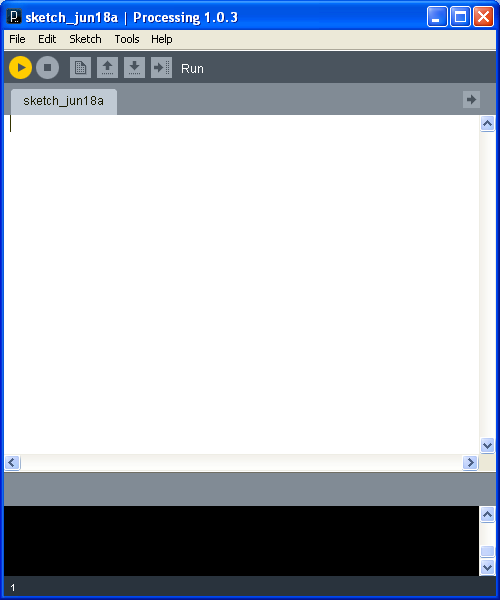 sketch_jun18a | Processing 1.0.3
File Edit Sketch Tools Help
Run
sketch_jun18a
1